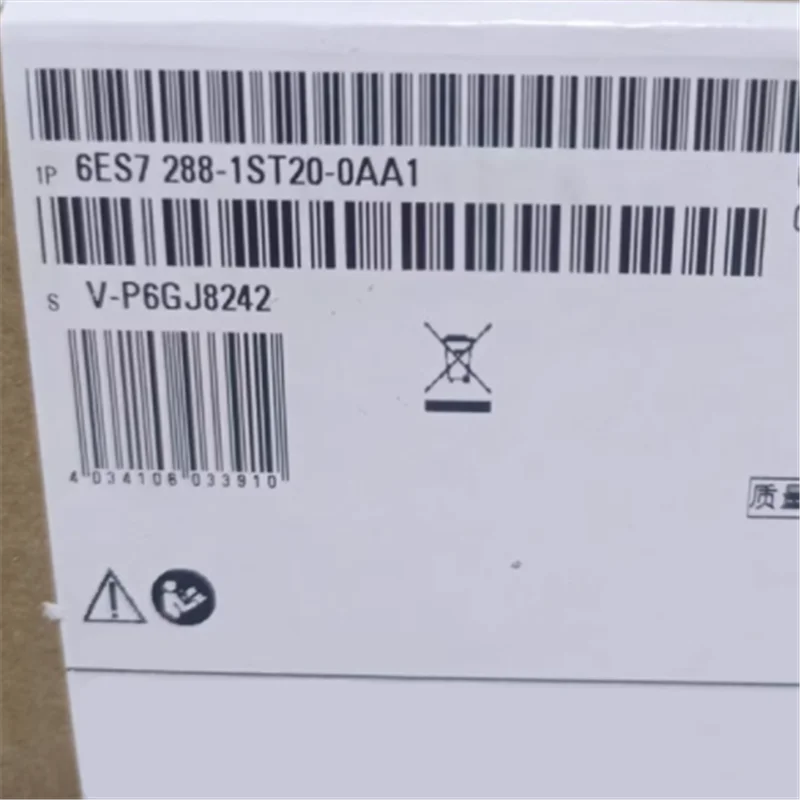 1P 6ES7 288-1ST20-0AA1
S V-P6GJ8242
4 034106 033910
质量